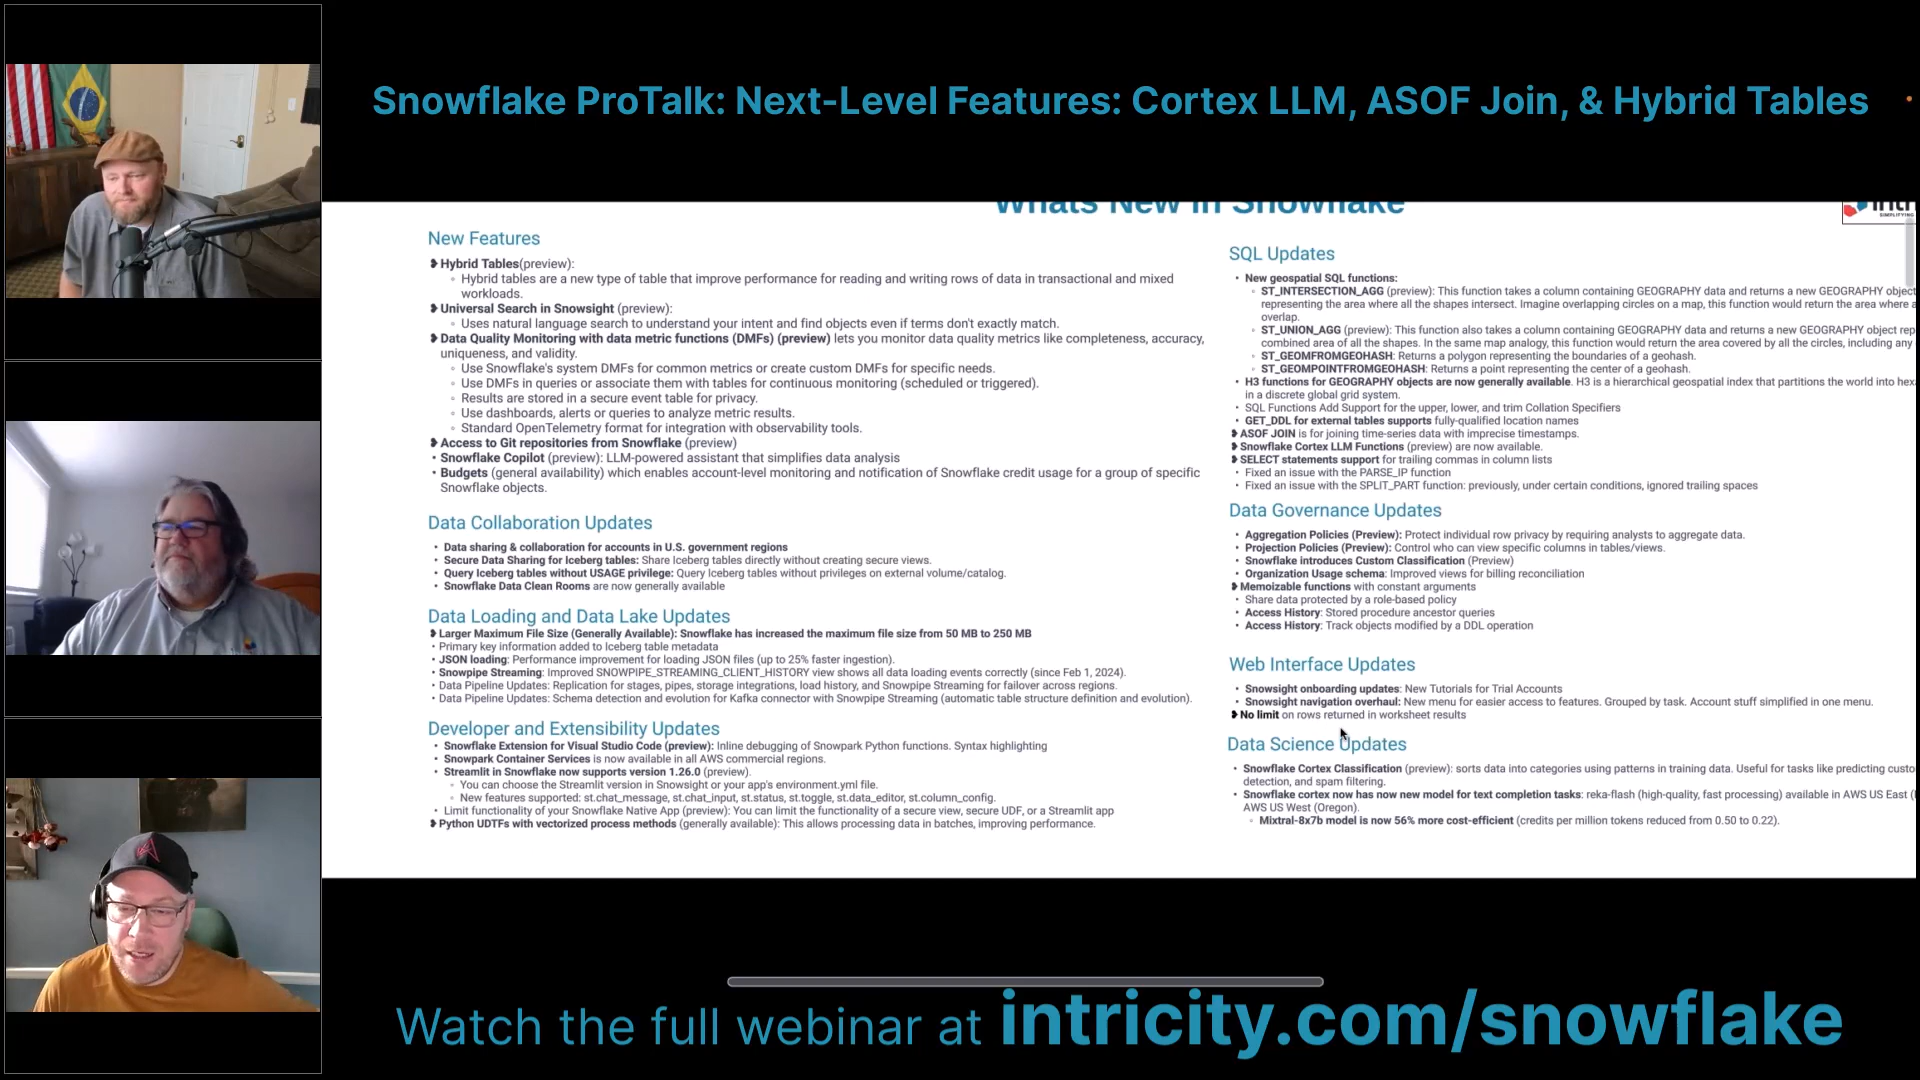 Snowflake ProTalk: Next-Level Features: Cortex LLM, ASOF Join, & Hybrid Tables
Whats New in Snowflake
New Features
❥ Hybrid Tables(preview):
◦ Hybrid tables are a new type of table that improve performance for reading and writing rows of data in transactional and mixed
workloads.
❥ Universal Search in Snowsight (preview):
◦ Uses natural language search to understand your intent and find objects even if terms don't exactly match.
❥ Data Quality Monitoring with data metric functions (DMFs) (preview) lets you monitor data quality metrics like completeness, accuracy,
uniqueness, and validity.
◦ Use Snowflake's system DMFs for common metrics or create custom DMFs for specific needs.
◦ Use DMFs in queries or associate them with tables for continuous monitoring (scheduled or triggered).
◦ Results are stored in a secure event table for privacy.
◦ Use dashboards, alerts or queries to analyze metric results.
◦ Standard OpenTelemetry format for integration with observability tools.
❥ Access to Git repositories from Snowflake (preview)
• Snowflake Copilot (preview): LLM-powered assistant that simplifies data analysis
• Budgets (general availability) which enables account-level monitoring and notification of Snowflake credit usage for a group of specific
Snowflake objects.
Data Collaboration Updates
• Data sharing & collaboration for accounts in U.S. government regions
• Secure Data Sharing for Iceberg tables: Share Iceberg tables directly without creating secure views.
• Query Iceberg tables without USAGE privilege: Query Iceberg tables without privileges on external volume/catalog.
• Snowflake Data Clean Rooms are now generally available
Data Loading and Data Lake Updates
❥ Larger Maximum File Size (Generally Available): Snowflake has increased the maximum file size from 50 MB to 250 MB
• Primary key information added to Iceberg table metadata
• JSON loading: Performance improvement for loading JSON files (up to 25% faster ingestion).
• Snowpipe Streaming: Improved SNOWPIPE_STREAMING_CLIENT_HISTORY view shows all data loading events correctly (since Feb 1, 2024).
• Data Pipeline Updates: Replication for stages, pipes, storage integrations, load history, and Snowpipe Streaming for failover across regions.
• Data Pipeline Updates: Schema detection and evolution for Kafka connector with Snowpipe Streaming (automatic table structure definition and evolution).
Developer and Extensibility Updates
• Snowflake Extension for Visual Studio Code (preview): Inline debugging of Snowpark Python functions. Syntax highlighting
• Snowpark Container Services is now available in all AWS commercial regions.
• Streamlit in Snowflake now supports version 1.26.0 (preview).
◦ You can choose the Streamlit version in Snowsight or your app's environment.yml file.
◦ New features supported: st.chat_message, st.chat_input, st.status, st.toggle, st.data_editor, st.column_config.
• Limit functionality of your Snowflake Native App (preview): You can limit the functionality of a secure view, secure UDF, or a Streamlit app
❥ Python UDTFs with vectorized process methods (generally available): This allows processing data in batches, improving performance.
SQL Updates
• New geospatial SQL functions:
◦ ST_INTERSECTION_AGG (preview): This function takes a column containing GEOGRAPHY data and returns a new GEOGRAPHY object
representing the area where all the shapes intersect. Imagine overlapping circles on a map, this function would return the area where a
overlap.
◦ ST_UNION_AGG (preview): This function also takes a column containing GEOGRAPHY data and returns a new GEOGRAPHY object rep
combined area of all the shapes. In the same map analogy, this function would return the area covered by all the circles, including any
◦ ST_GEOMFROMGEOHASH: Returns a polygon representing the boundaries of a geohash.
◦ ST_GEOMPOINTFROMGEOHASH: Returns a point representing the center of a geohash.
• H3 functions for GEOGRAPHY objects are now generally available. H3 is a hierarchical geospatial index that partitions the world into hex
in a discrete global grid system.
• SQL Functions Add Support for the upper, lower, and trim Collation Specifiers
• GET_DDL for external tables supports fully-qualified location names
❥ ASOF JOIN is for joining time-series data with imprecise timestamps.
❥ Snowflake Cortex LLM Functions (preview) are now available.
❥ SELECT statements support for trailing commas in column lists
• Fixed an issue with the PARSE_IP function
• Fixed an issue with the SPLIT_PART function: previously, under certain conditions, ignored trailing spaces
Data Governance Updates
• Aggregation Policies (Preview): Protect individual row privacy by requiring analysts to aggregate data.
• Projection Policies (Preview): Control who can view specific columns in tables/views.
• Snowflake introduces Custom Classification (Preview)
• Organization Usage schema: Improved views for billing reconciliation
❥ Memoizable functions with constant arguments
• Share data protected by a role-based policy
• Access History: Stored procedure ancestor queries
• Access History: Track objects modified by a DDL operation
Web Interface Updates
• Snowsight onboarding updates: New Tutorials for Trial Accounts
• Snowsight navigation overhaul: New menu for easier access to features. Grouped by task. Account stuff simplified in one menu.
❥ No limit on rows returned in worksheet results
Data Science Updates
• Snowflake Cortex Classification (preview): sorts data into categories using patterns in training data. Useful for tasks like predicting custo
detection, and spam filtering.
• Snowflake cortex now has now new model for text completion tasks: reka-flash (high-quality, fast processing) available in AWS US East (
AWS US West (Oregon).
◦ Mixtral-8x7b model is now 56% more cost-efficient (credits per million tokens reduced from 0.50 to 0.22).
Watch the full webinar at intricity.com/snowflake